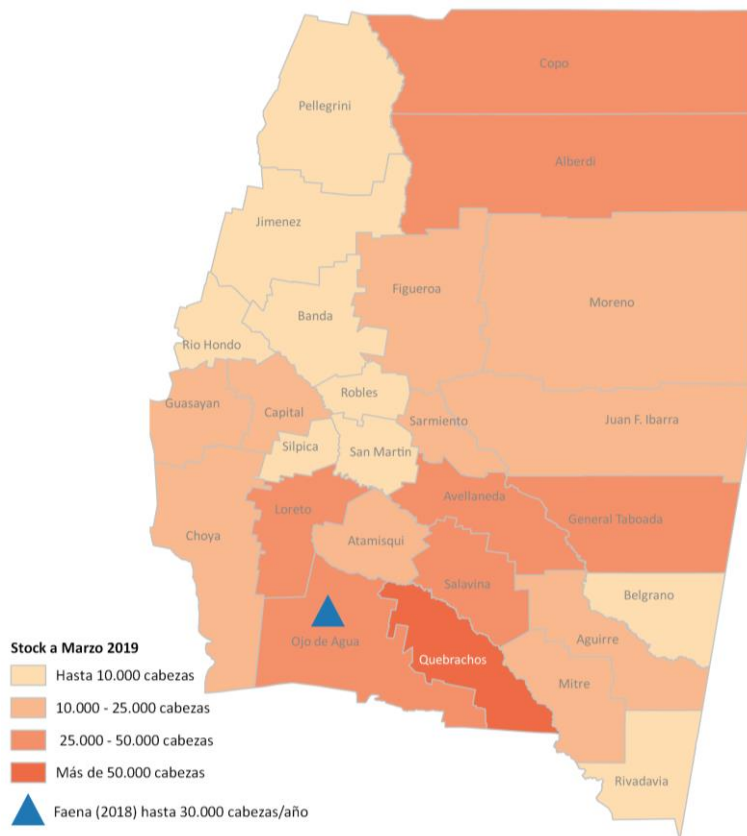 Copo
Pellegrini
Alberdi
Jimenez
Figueroa
Moreno
Banda
Rio Hondo
Robles
Guasayan
Capital
Sarmiento
Juan F. Ibarra
Silpica
San Martin
Avellaneda
Loreto
General Taboada
Choya
Atamisqui
Salavina
Belgrano
Ojo de Agua
Aguirre
Quebrachos
Mitre
Rivadavia
Stock a Marzo 2019
Hasta 10.000 cabezas
10.000 - 25.000 cabezas
25.000 - 50.000 cabezas
Más de 50.000 cabezas
Faena (2018) hasta 30.000 cabezas/año